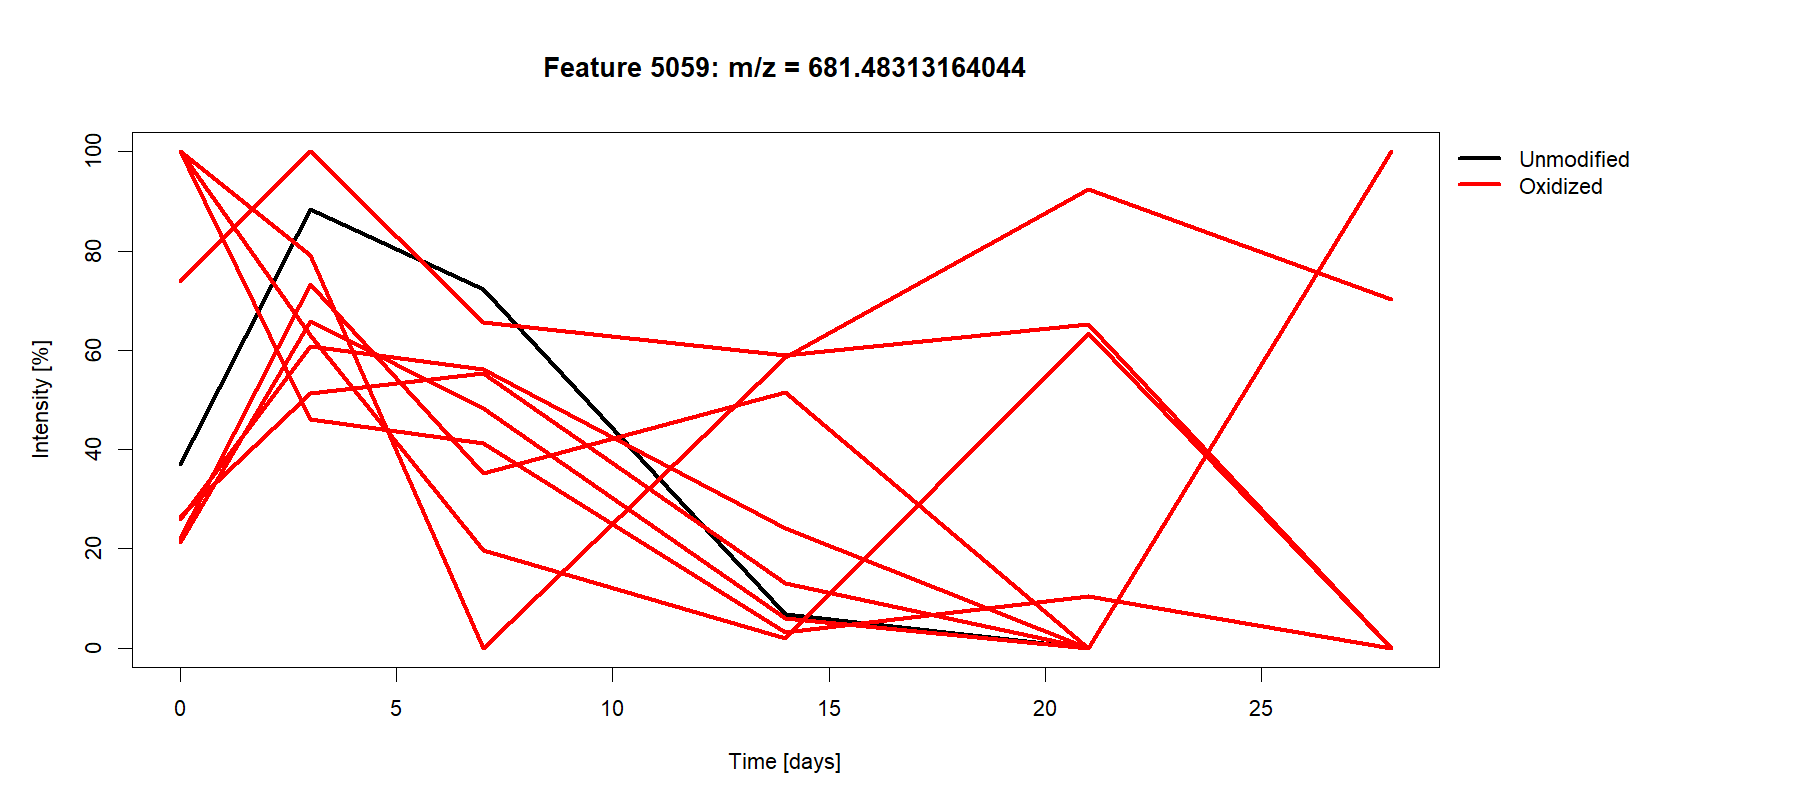 Feature 5059: m/z = 681.48313164044
Unmodified
Oxidized
Intensity [%]
100
80
60
40
20
0
0 5 10 15 20 25
Time [days]